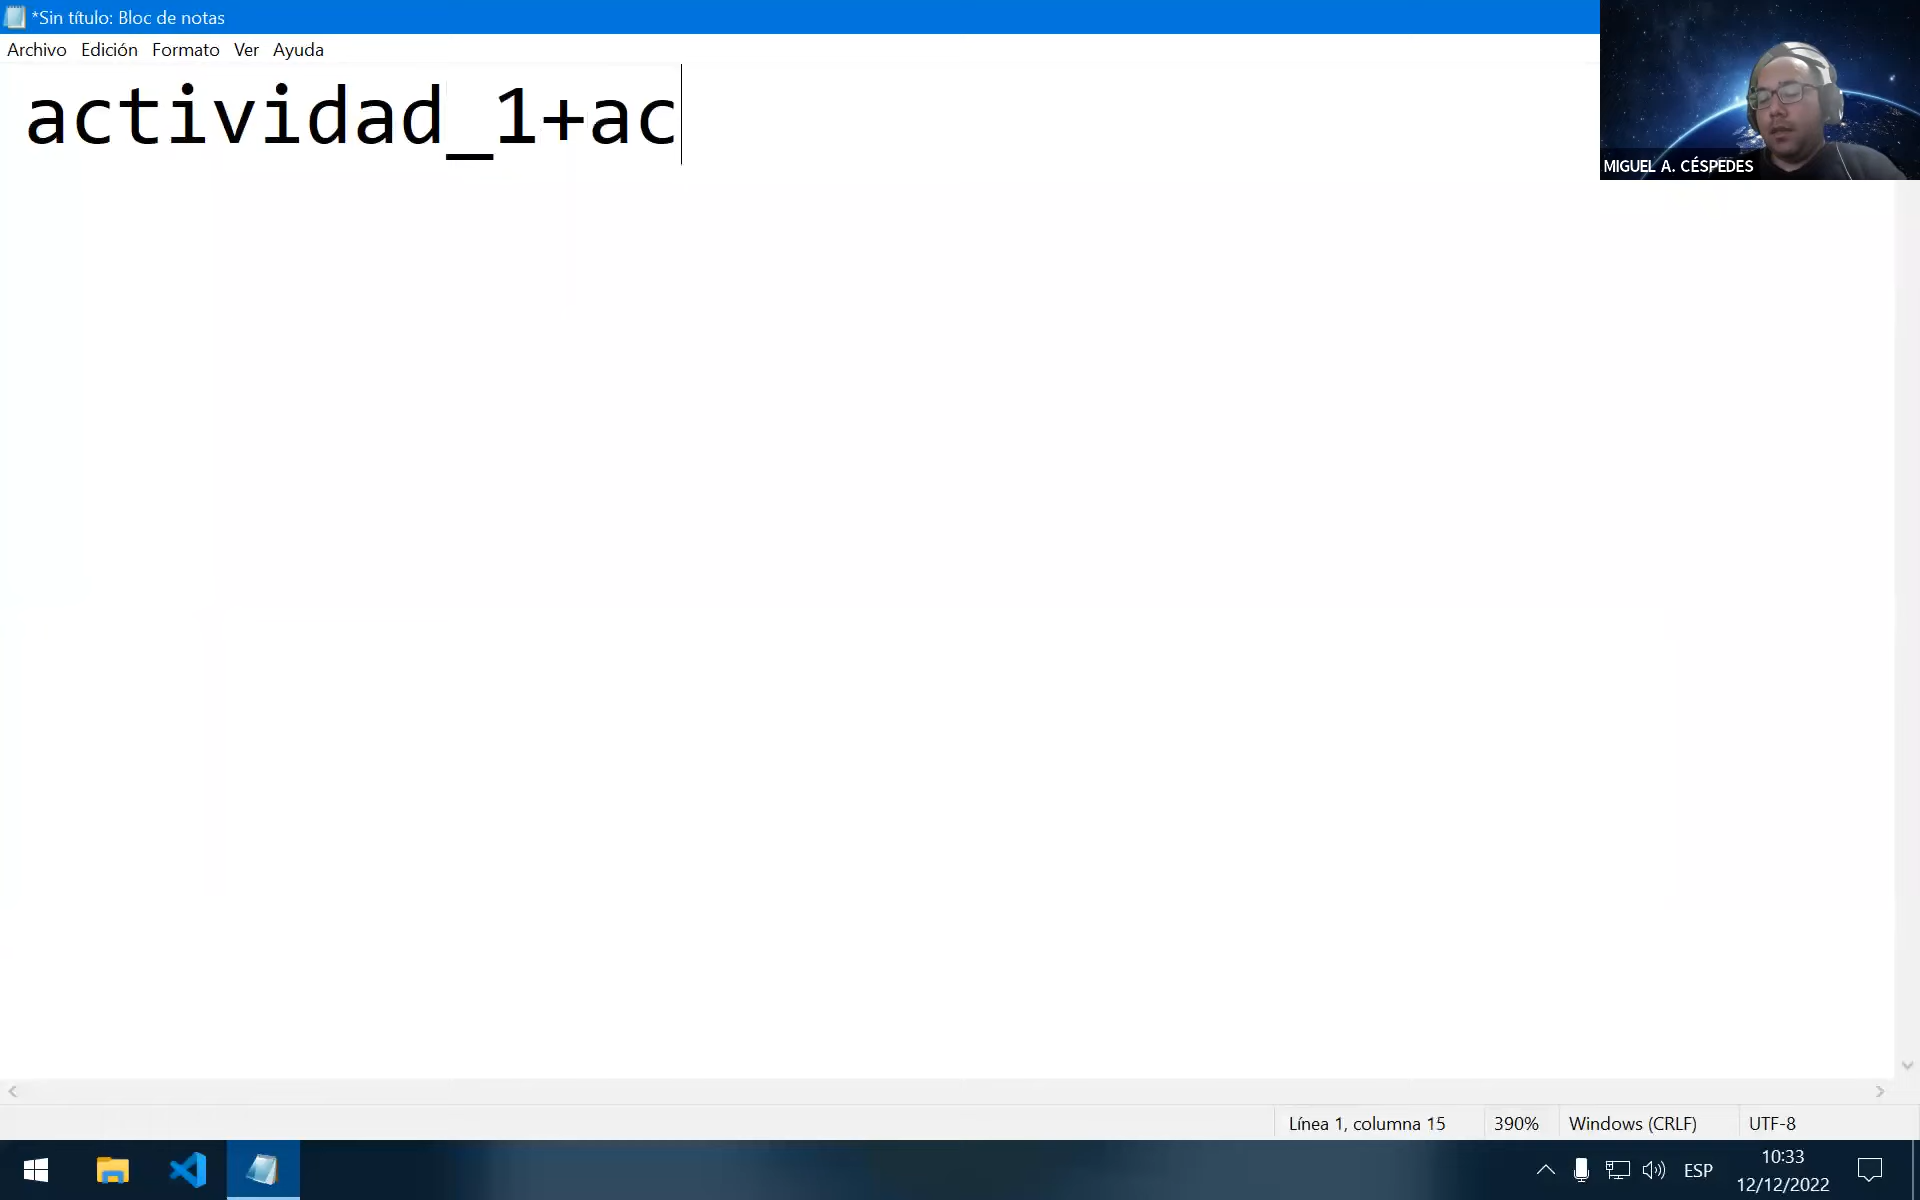 *Sin título: Bloc de notas
Archivo Edición Formato Ver Ayuda
actividad_1+ac
MIGUEL A. CÉSPEDES
Línea 1, columna 15 390% Windows (CRLF) UTF-8
ESP
10:33
12/12/2022